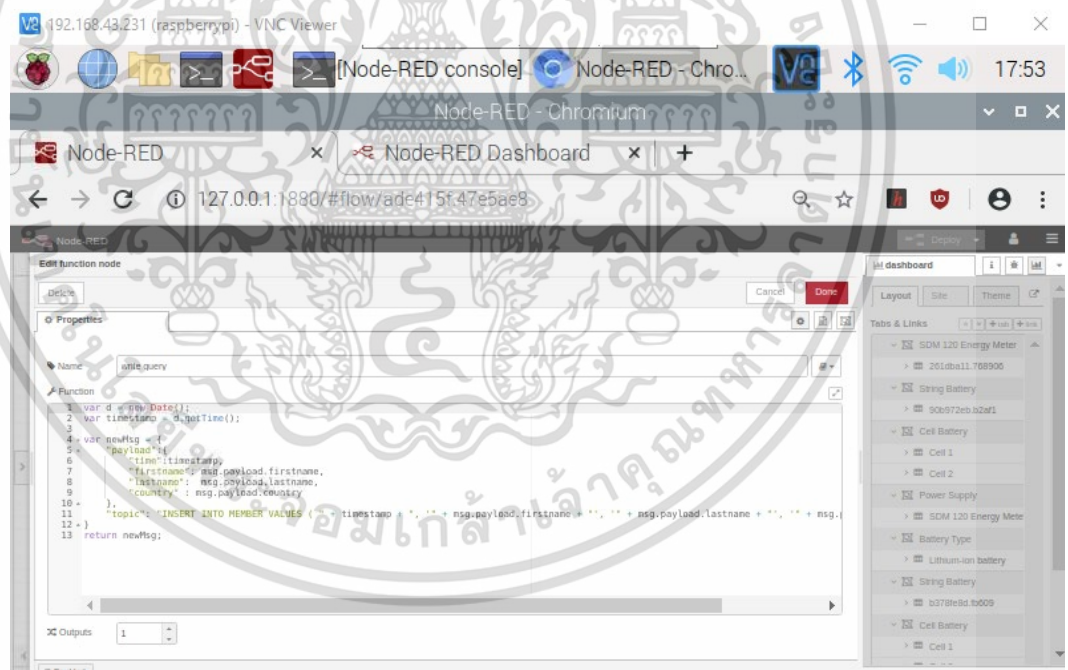 192.168.43.231 (raspberrypi) - VNC Viewer
[Node-RED console] Node-RED - Chro... 17:53
Node-RED - Chromium
Node-RED × Node-RED Dashboard × +
127.0.0.1:1880/#flow/ade415f.47e5ae8
Node-RED Deploy
Edit function node
dashboard
Delete Cancel Done
Layout Site Theme
Properties
Tabs & Links + tab + link
SDM 120 Energy Meter
Name write query
261dba11.768906
Function
String Battery
1 var d = new Date();
2 var timestamp = d.getTime();
3
4 var newMsg = {
5 "payload":{
6 "time":timestamp,
7 "firstname": msg.payload.firstname,
8 "lastname": msg.payload.lastname,
9 "country" : msg.payload.country
10 },
11 "topic": "INSERT INTO MEMBER VALUES ( " + timestamp + ", '" + msg.payload.firstname + "', '" + msg.payload.lastname + "', '" + msg.p
12 }
13 return newMsg;
90b972eb.b2af1
Cell Battery
Cell 1
Cell 2
Power Supply
SDM 120 Energy Mete
Battery Type
Lithium-ion battery
String Battery
b378fe8d.fb609
Cell Battery
Cell 1
Outputs 1